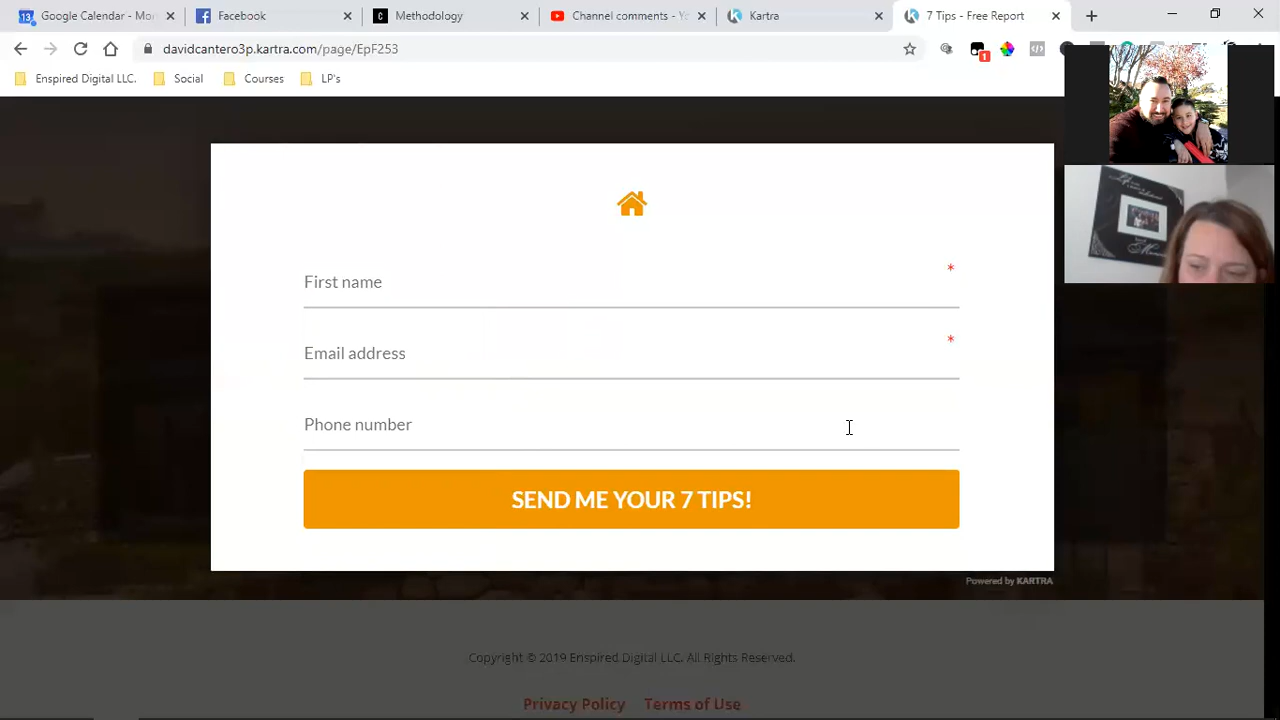 Google Calendar - Mo
Facebook
Methodology
Channel comments - Y
Kartra
7 Tips - Free Report
davidcantero3p.kartra.com/page/EpF253
1
Enspired Digital LLC.
Social
Courses
LP's
First name *
Email address *
Phone number
SEND ME YOUR 7 TIPS!
Powered by KARTRA
Copyright © 2019 Enspired Digital LLC. All Rights Reserved.
Privacy Policy Terms of Use